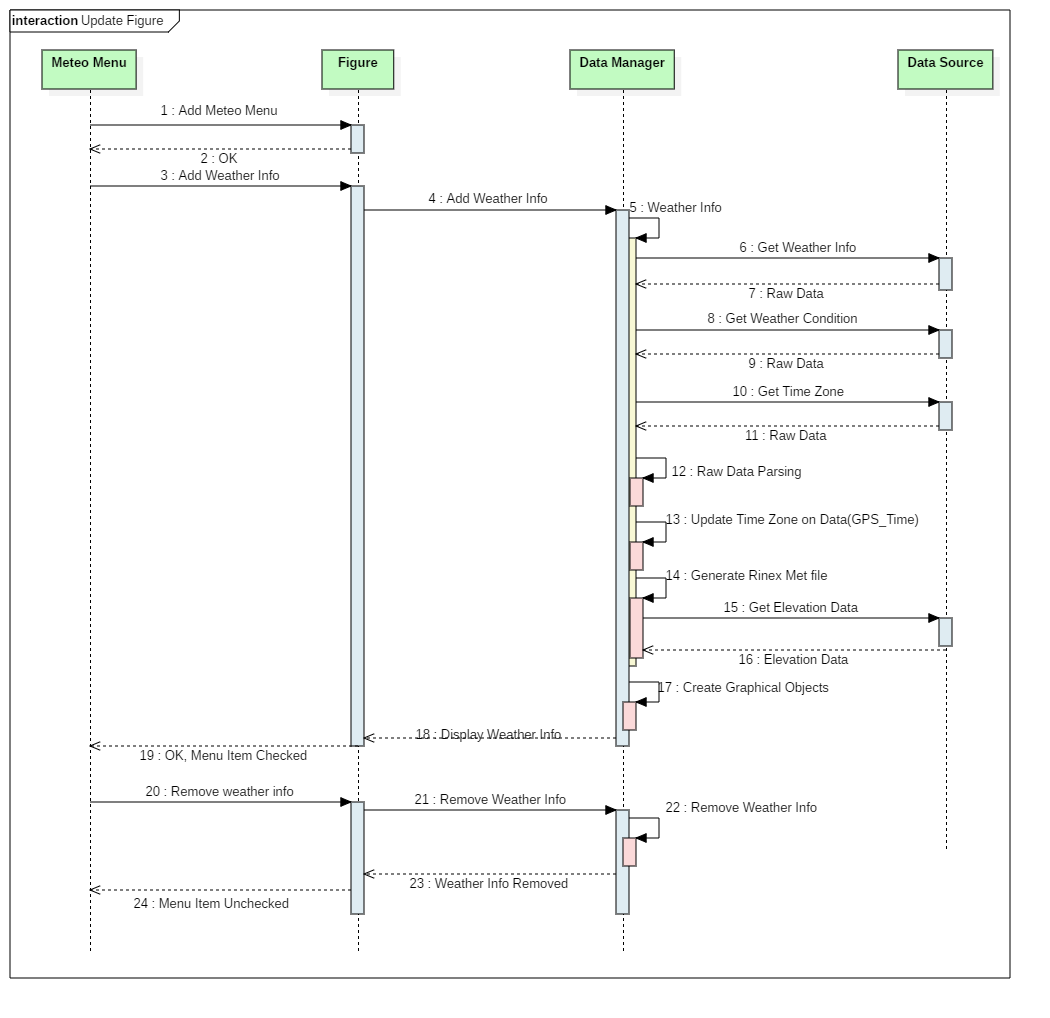 interaction Update Figure
Meteo Menu
Figure
Data Manager
Data Source
1 : Add Meteo Menu
2 : OK
3 : Add Weather Info
4 : Add Weather Info
5 : Weather Info
6 : Get Weather Info
7 : Raw Data
8 : Get Weather Condition
9 : Raw Data
10 : Get Time Zone
11 : Raw Data
12 : Raw Data Parsing
13 : Update Time Zone on Data(GPS_Time)
14 : Generate Rinex Met file
15 : Get Elevation Data
16 : Elevation Data
17 : Create Graphical Objects
18 : Display Weather Info
19 : OK, Menu Item Checked
20 : Remove weather info
21 : Remove Weather Info
22 : Remove Weather Info
23 : Weather Info Removed
24 : Menu Item Unchecked